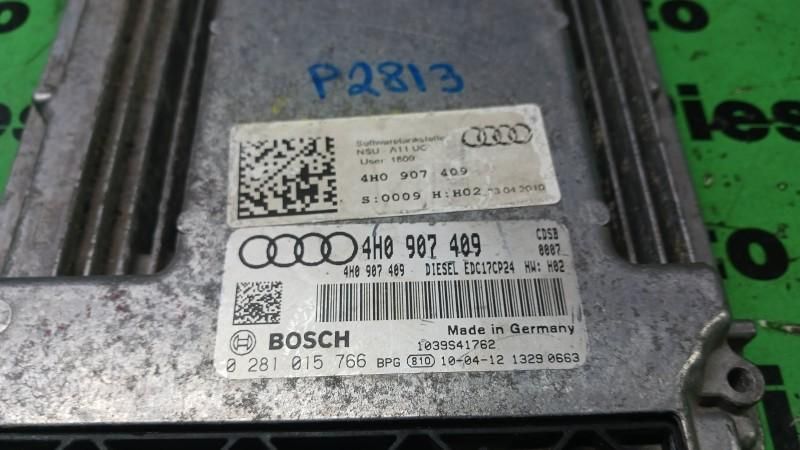 P2813
Softwaretankstelle
NSU - A11 UC
User: 1609
4H0 907 409
S:0009 H:H02 23.04.2010
4H0 907 409
CDSB
0007
4H0 907 409 DIESEL EDC17CP24 HW: H02
BOSCH
Made in Germany
1039S41762
0 281 015 766 BPG 810 10-04-12 1329 0663